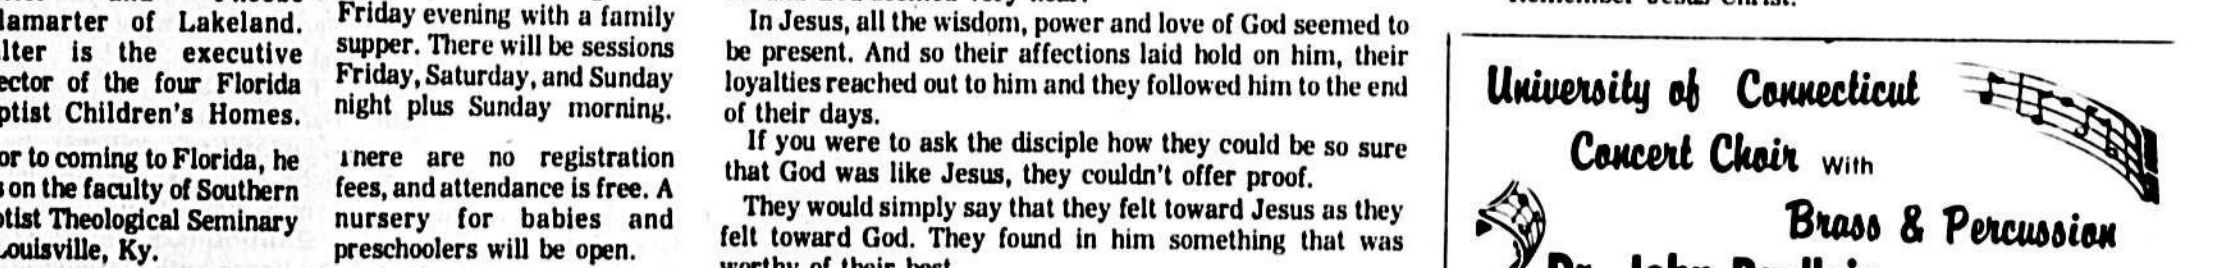 lamarter of Lakeland.
lter is the executive
ector of the four Florida
ptist Children's Homes.
or to coming to Florida, he
s on the faculty of Southern
tist Theological Seminary
Louisville, Ky.
Friday evening with a family
supper. There will be sessions
Friday, Saturday, and Sunday
night plus Sunday morning.
There are no registration
fees, and attendance is free. A
nursery for babies and
preschoolers will be open.
In Jesus, all the wisdom, power and love of God seemed to
be present. And so their affections laid hold on him, their
loyalties reached out to him and they followed him to the end
of their days.
If you were to ask the disciple how they could be so sure
that God was like Jesus, they couldn't offer proof.
They would simply say that they felt toward Jesus as they
felt toward God. They found in him something that was
worthy of their best
University of Connecticut
Concert Choir With
Brass & Percussion
Dr. John